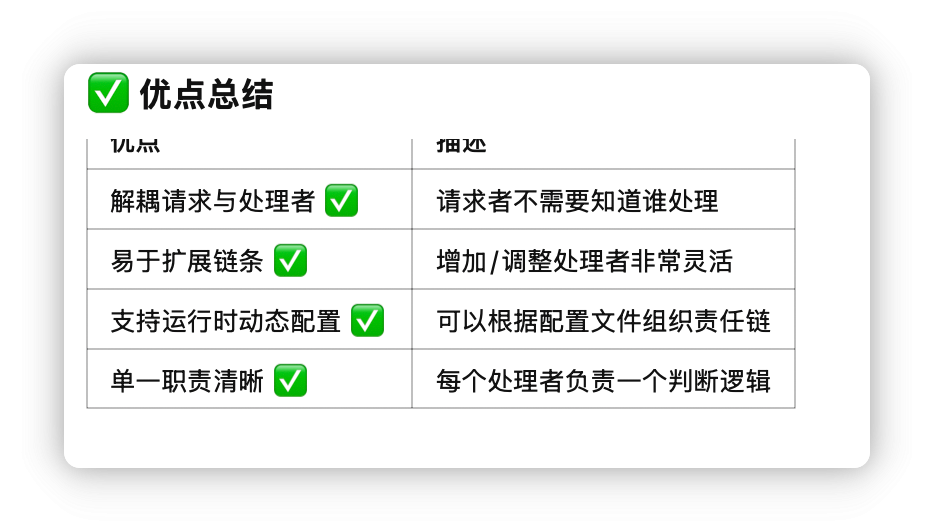 ✅ 优点总结
优点 描述
解耦请求与处理者 ✅ 请求者不需要知道谁处理
易于扩展链条 ✅ 增加/调整处理者非常灵活
支持运行时动态配置 ✅ 可以根据配置文件组织责任链
单一职责清晰 ✅ 每个处理者负责一个判断逻辑